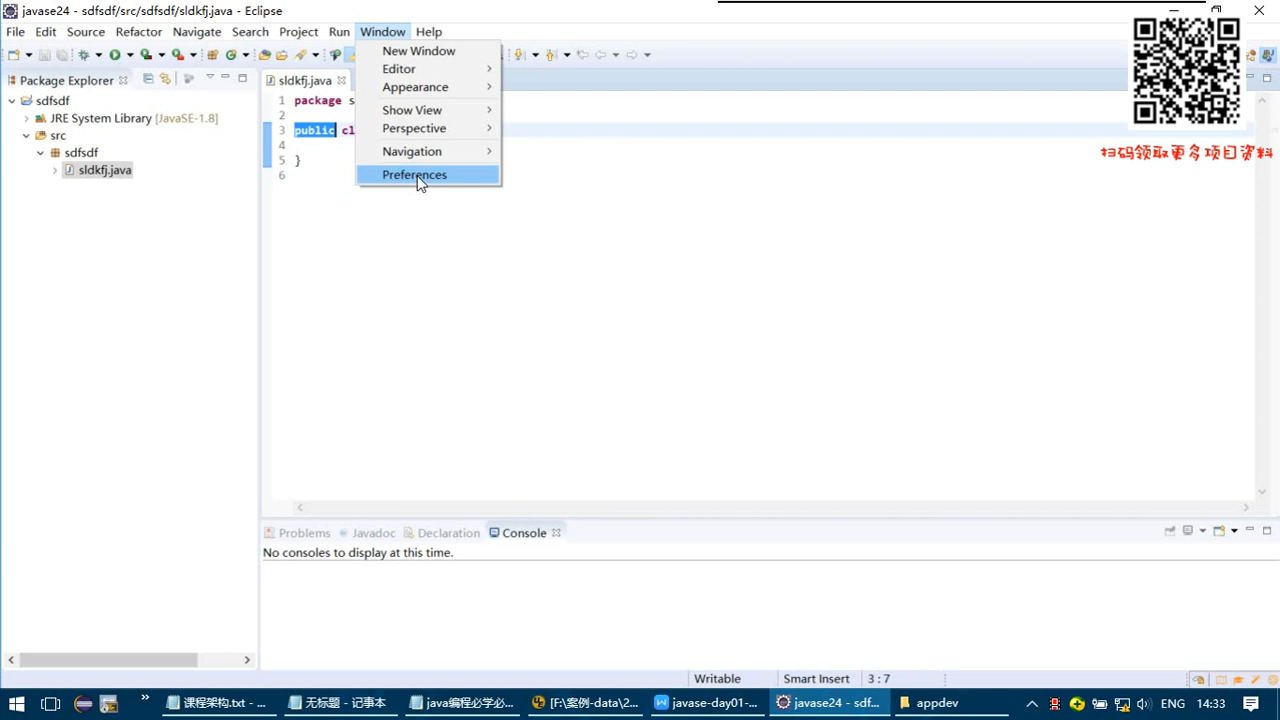 javase24 - sdfsdf/src/sdfsdf/sldkfj.java - Eclipse
File Edit Source Refactor Navigate Search Project Run Window Help
New Window
Editor
Appearance
Show View
Perspective
Navigation
Preferences
扫码领取更多项目资料
Package Explorer
sdfsdf
JRE System Library [JavaSE-1.8]
src
sdfsdf
sldkfj.java
sldkfj.java
1 package s
2
3 public cl
4
5 }
6
Problems Javadoc Declaration Console
No consoles to display at this time.
Writable Smart Insert 3 : 7
课程架构.txt - ... 无标题 - 记事本 java编程必学必... [F:\案例-data\2... javase-day01-... javase24 - sdf... appdev ENG 14:33